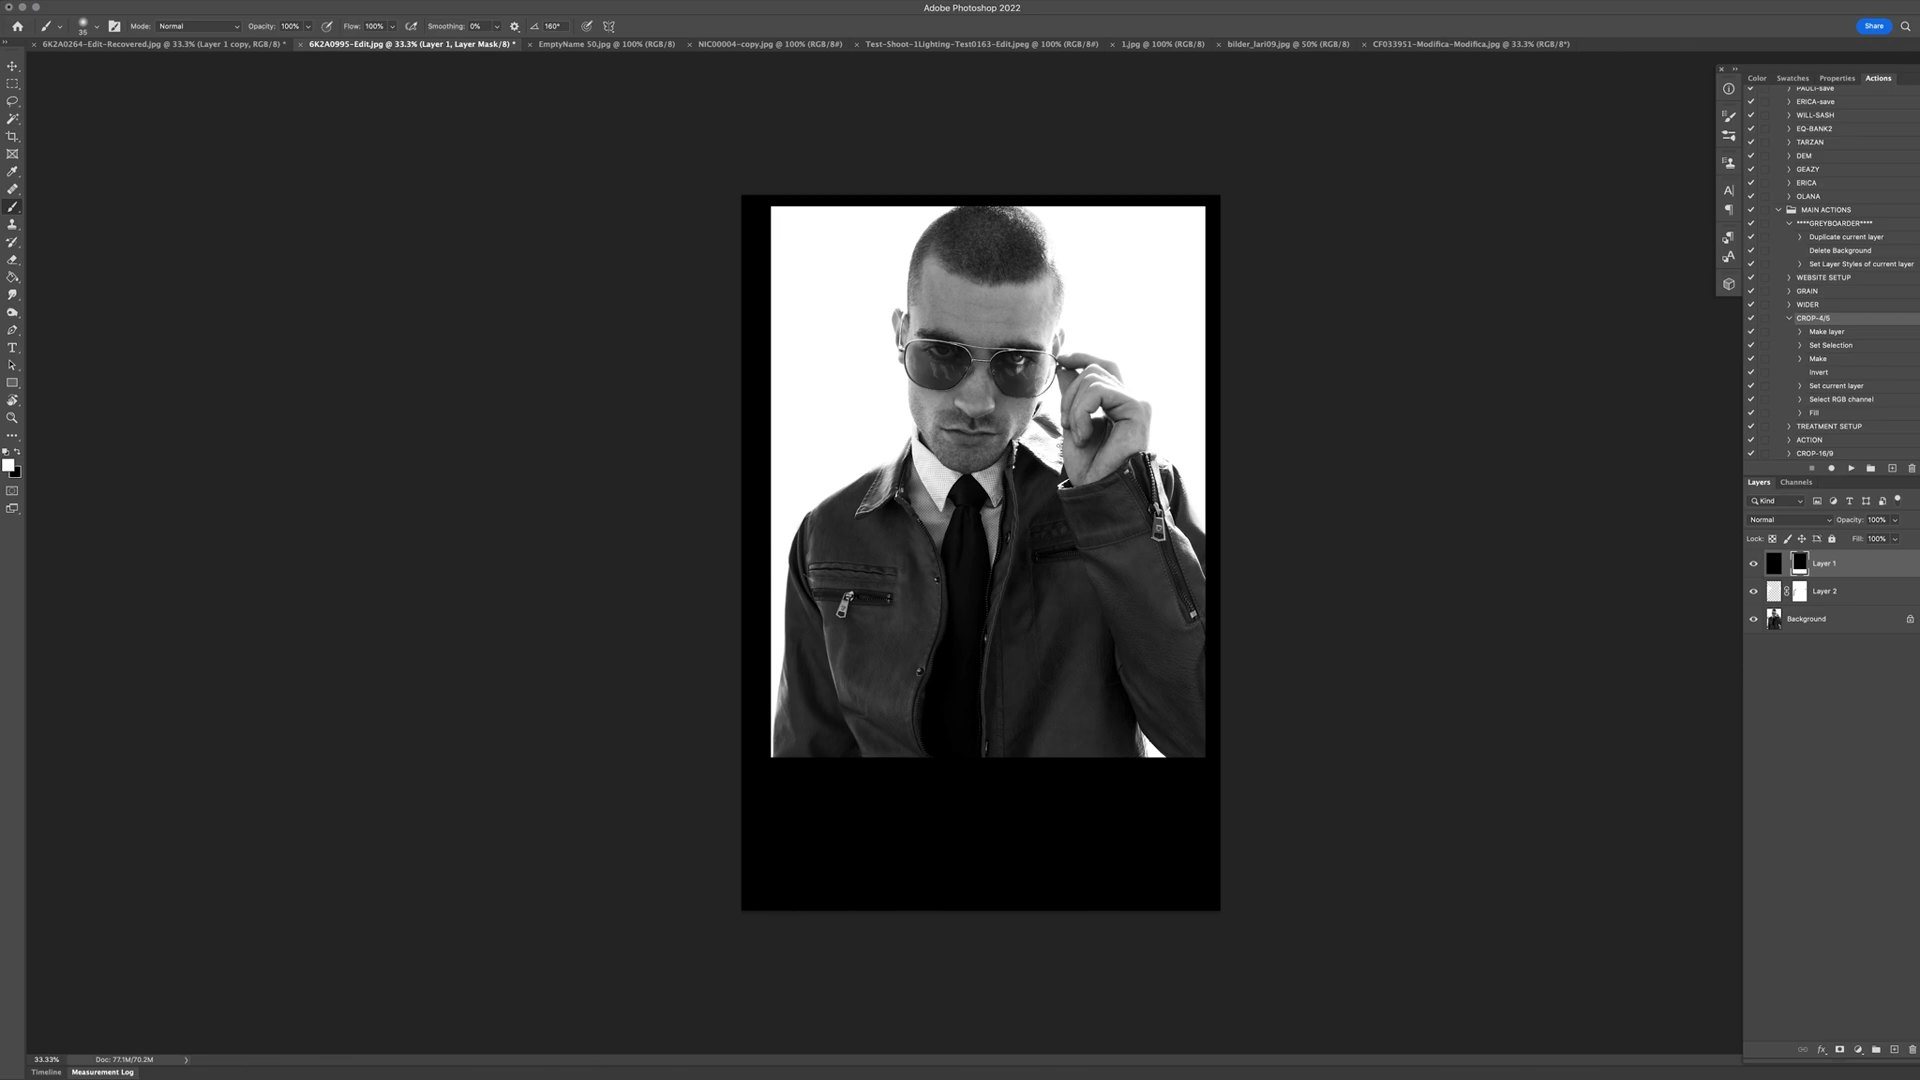 Adobe Photoshop 2022
35 Mode: Normal Opacity: 100% Flow: 100% Smoothing: 0% 160° Share
6K2A0264-Edit-Recovered.jpg @ 33.3% (Layer 1 copy, RGB/8) *
6K2A0995-Edit.jpg @ 33.3% (Layer 1, Layer Mask/8) *
EmptyName 50.jpg @ 100% (RGB/8)
NIC00004-copy.jpg @ 100% (RGB/8#)
Test-Shoot-1Lighting-Test0163-Edit.jpeg @ 100% (RGB/8#)
1.jpg @ 100% (RGB/8)
bilder_lari09.jpg @ 50% (RGB/8)
CF033951-Modifica-Modifica.jpg @ 33.3% (RGB/8*)
Color Swatches Properties Actions
PAULI-save
ERICA-save
WILL-SASH
EQ-BANK2
TARZAN
DEM
GEAZY
ERICA
OLANA
MAIN ACTIONS
****GREYBOARDER****
Duplicate current layer
Delete Background
Set Layer Styles of current layer
WEBSITE SETUP
GRAIN
WIDER
CROP-4/5
Make layer
Set Selection
Make
Invert
Set current layer
Select RGB channel
Fill
TREATMENT SETUP
ACTION
CROP-16/9
Layers Channels
Kind
Normal Opacity: 100%
Lock: Fill: 100%
Layer 1
Layer 2
Background
33.33% Doc: 77.1M/70.2M
Timeline Measurement Log